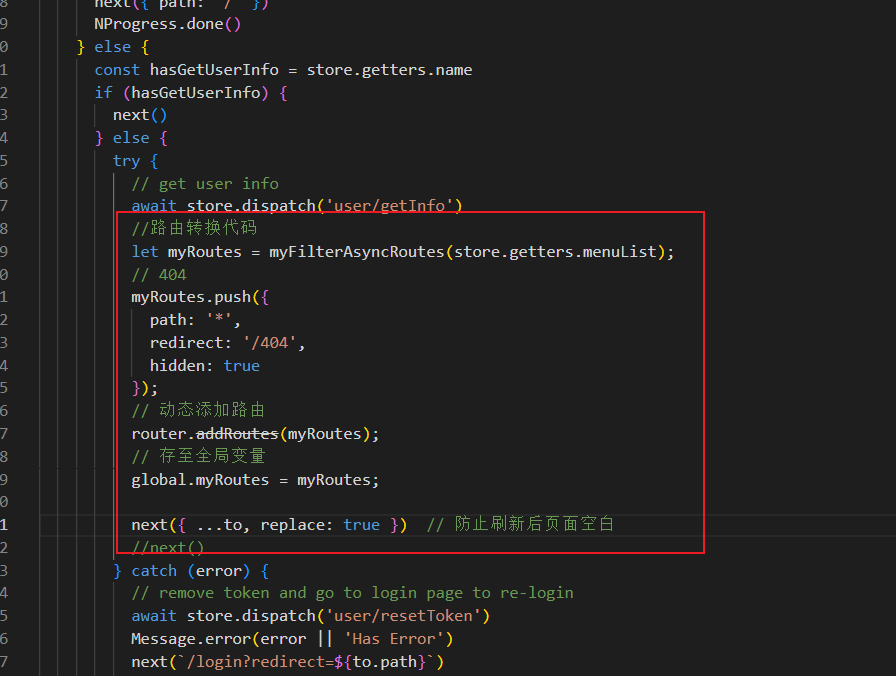 8 next({ path: '/' })
9 NProgress.done()
0 } else {
1 const hasGetUserInfo = store.getters.name
2 if (hasGetUserInfo) {
3 next()
4 } else {
5 try {
6 // get user info
7 await store.dispatch('user/getInfo')
8 //路由转换代码
9 let myRoutes = myFilterAsyncRoutes(store.getters.menuList);
0 // 404
1 myRoutes.push({
2 path: '*',
3 redirect: '/404',
4 hidden: true
5 });
6 // 动态添加路由
7 router.addRoutes(myRoutes);
8 // 存至全局变量
9 global.myRoutes = myRoutes;
0
1 next({ ...to, replace: true }) // 防止刷新后页面空白
2 //next()
3 } catch (error) {
4 // remove token and go to login page to re-login
5 await store.dispatch('user/resetToken')
6 Message.error(error || 'Has Error')
7 next(`/login?redirect=${to.path}`)